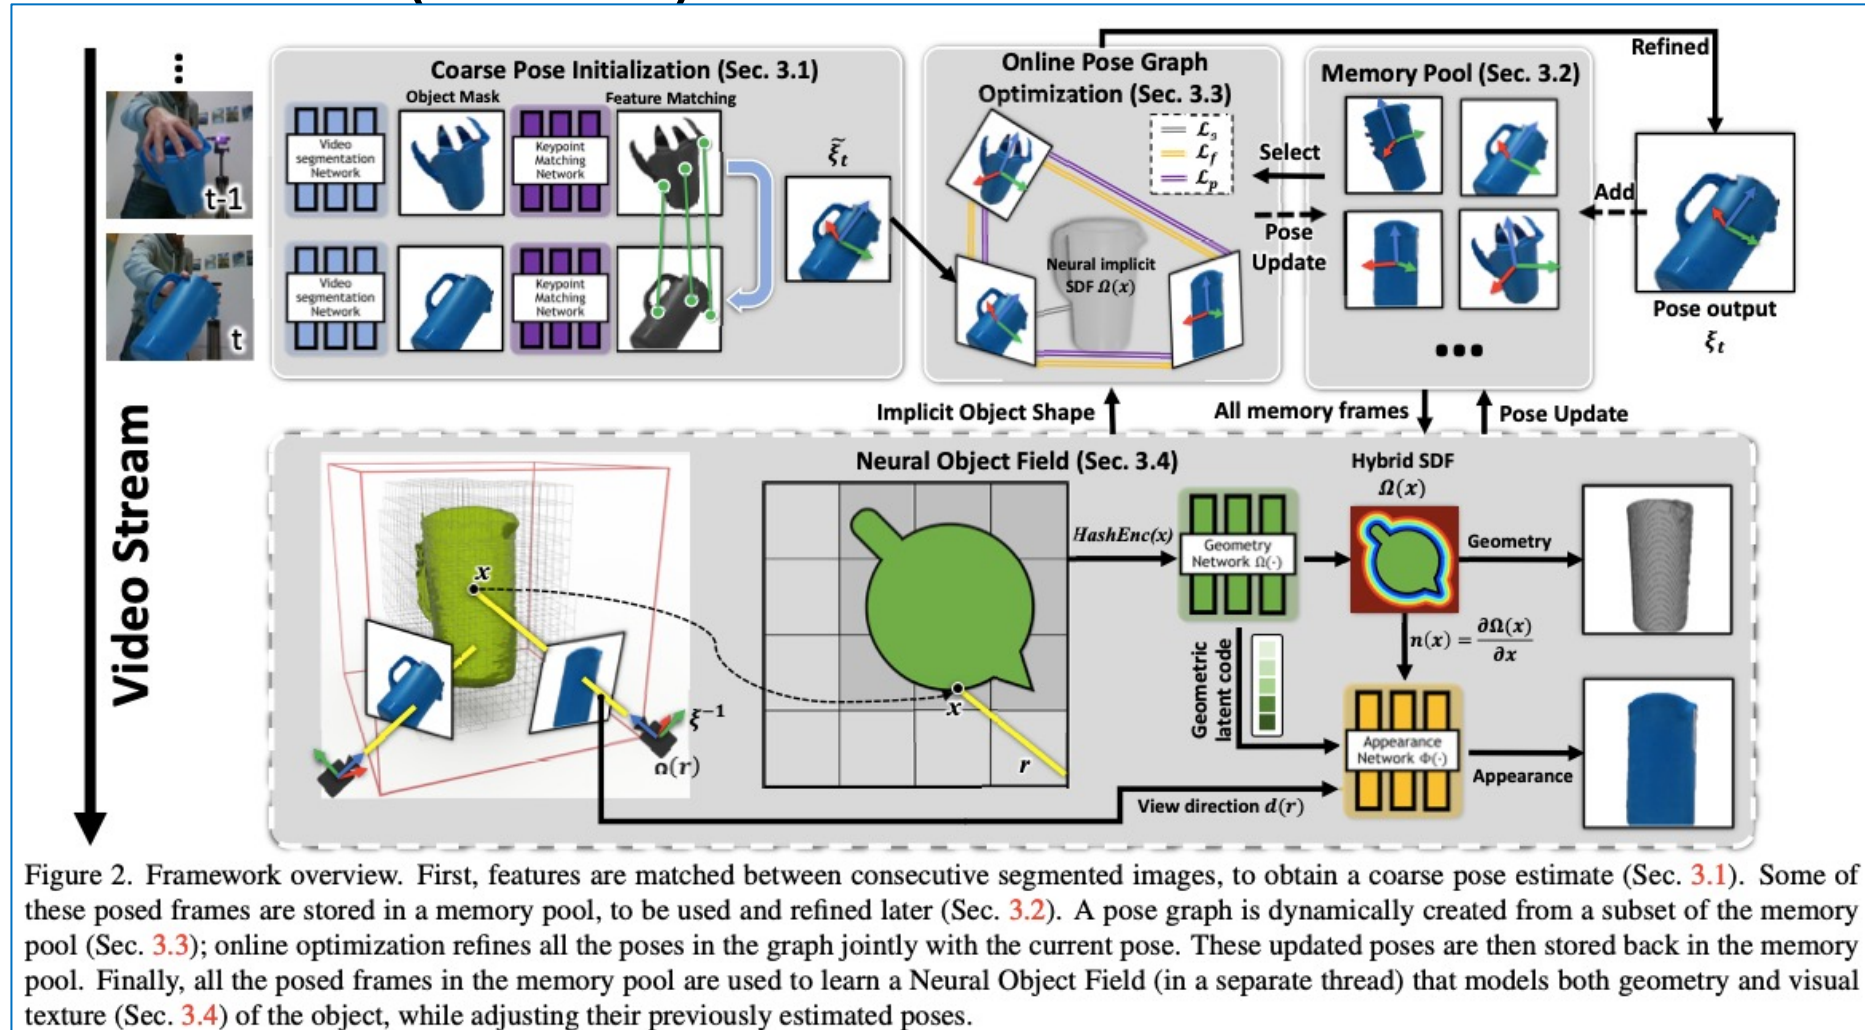 Coarse Pose Initialization (Sec. 3.1)
Object Mask
Feature Matching
Video
segmentation
Network
Keypoint
Matching
Network
t-1
Video
segmentation
Network
Keypoint
Matching
Network
t
ξ̃ₜ
Online Pose Graph
Optimization (Sec. 3.3)
ℒₛ
ℒ_f
ℒₚ
Neural implicit
SDF Ω(x)
Select
Pose
Update
Memory Pool (Sec. 3.2)
Refined
Add
Pose output
ξₜ
Video Stream
Implicit Object Shape
All memory frames
Pose Update
Neural Object Field (Sec. 3.4)
x
ξ⁻¹
(r)
x
r
HashEnc(x)
Geometry
Network Ω(·)
Hybrid SDF
Ω(x)
Geometry
n(x) = ∂Ω(x)/∂x
Geometric
latent code
Appearance
Network Φ(·)
Appearance
View direction d(r)
Figure 2. Framework overview. First, features are matched between consecutive segmented images, to obtain a coarse pose estimate (Sec. 3.1). Some of
these posed frames are stored in a memory pool, to be used and refined later (Sec. 3.2). A pose graph is dynamically created from a subset of the memory
pool (Sec. 3.3); online optimization refines all the poses in the graph jointly with the current pose. These updated poses are then stored back in the memory
pool. Finally, all the posed frames in the memory pool are used to learn a Neural Object Field (in a separate thread) that models both geometry and visual
texture (Sec. 3.4) of the object, while adjusting their previously estimated poses.